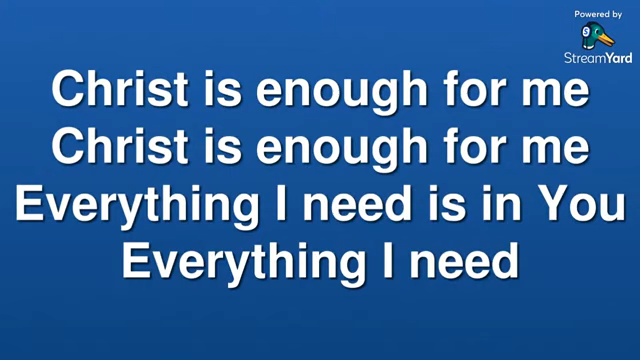 Powered by
StreamYard
Christ is enough for me
Christ is enough for me
Everything I need is in You
Everything I need